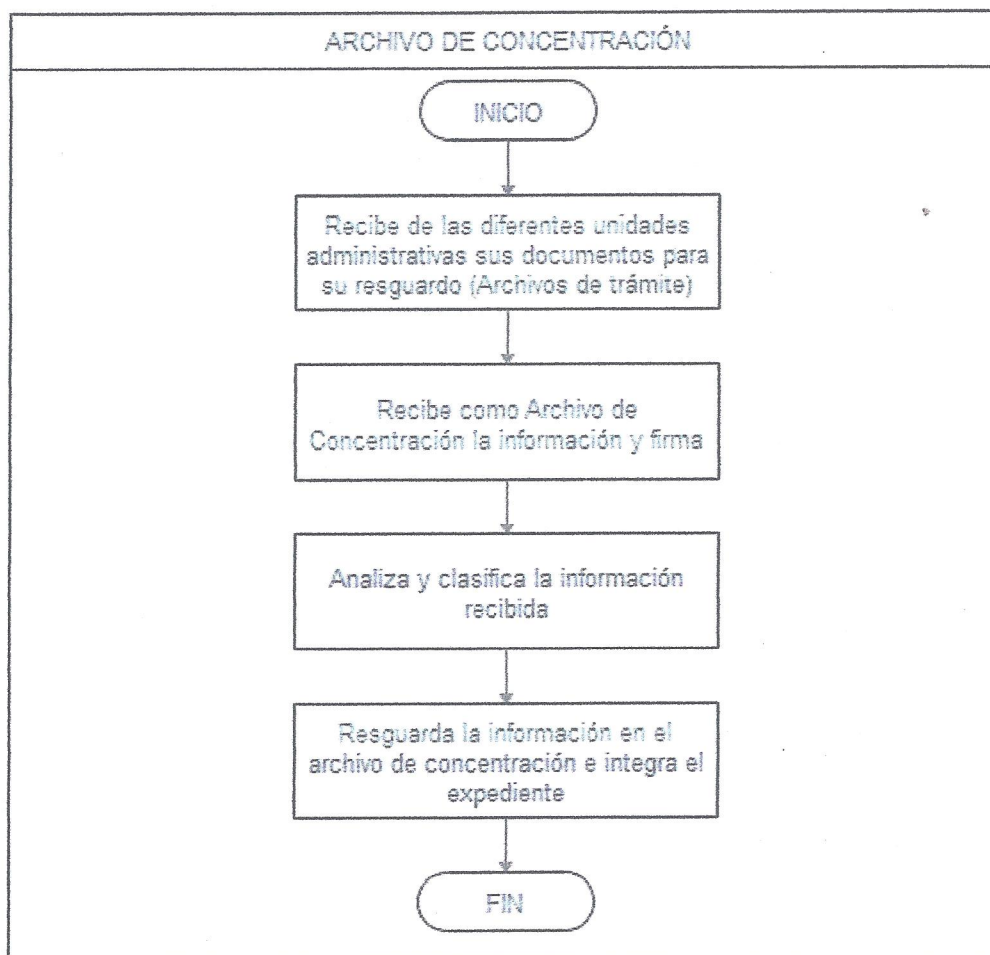 ARCHIVO DE CONCENTRACIÓN
INICIO
Recibe de las diferentes unidades
administrativas sus documentos para
su resguardo (Archivos de trámite)
Recibe como Archivo de
Concentración la información y firma
Analiza y clasifica la información
recibida
Resguarda la información en el
archivo de concentración e integra el
expediente
FIN